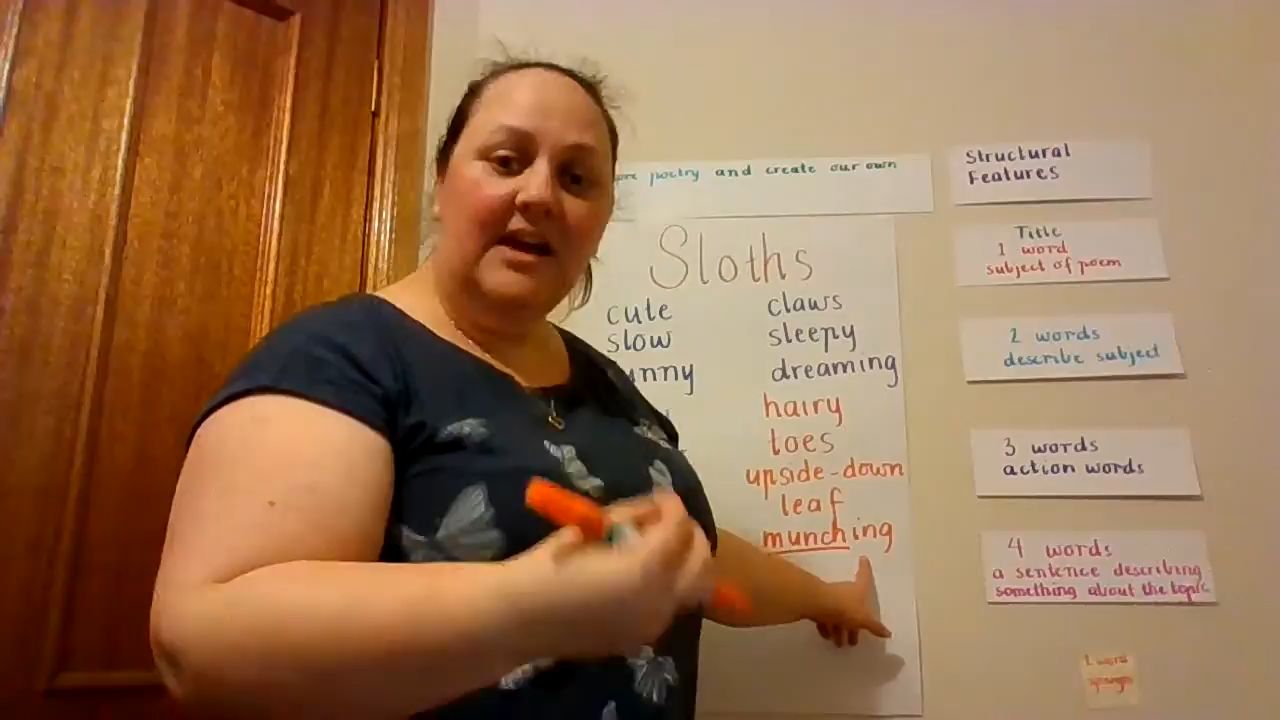 poetry and create our own
Sloths
cute
slow
claws
sleepy
dreaming
hairy
toes
upside-down
leaf
munching
Structural
Features
Title
1 word
subject of poem
2 words
describe subject
3 words
action words
4 words
a sentence describing
something about the topic
1 word